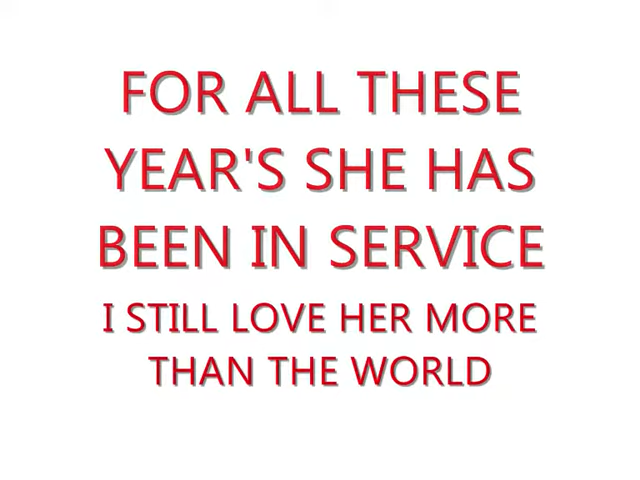 FOR ALL THESE
YEAR'S SHE HAS
BEEN IN SERVICE
I STILL LOVE HER MORE
THAN THE WORLD